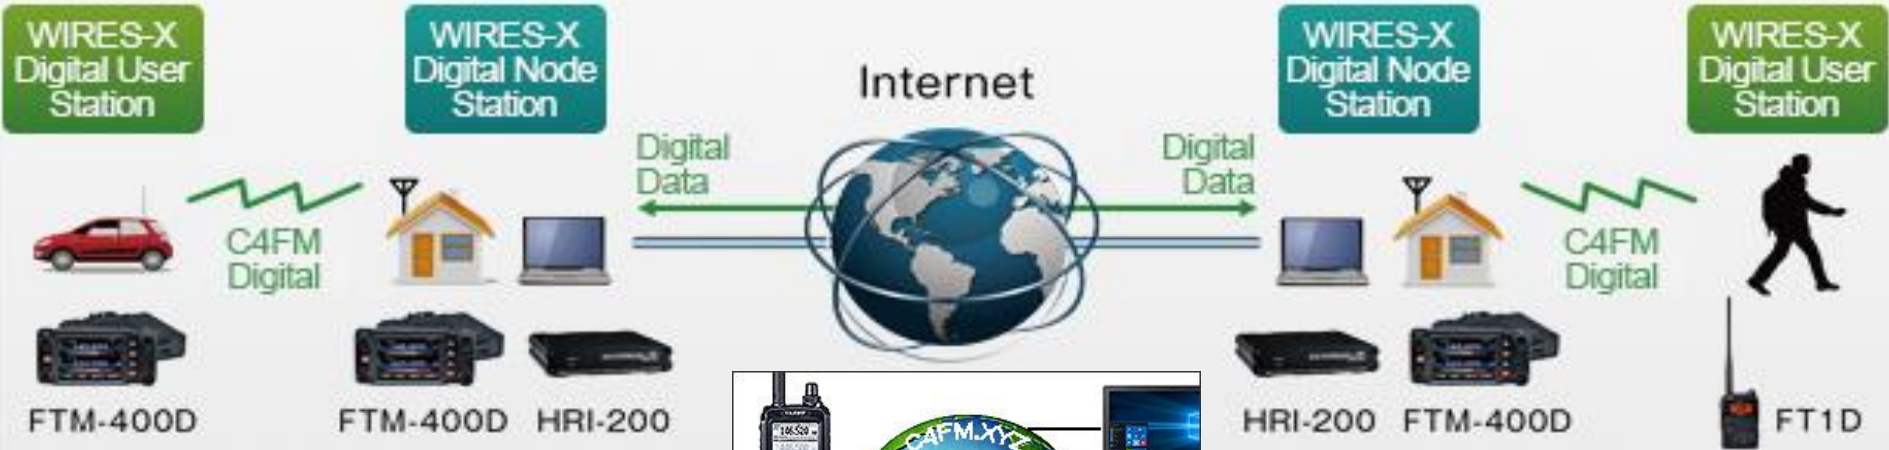 WIRES-X
Digital User
Station
WIRES-X
Digital Node
Station
Internet
WIRES-X
Digital Node
Station
WIRES-X
Digital User
Station
Digital
Data
Digital
Data
C4FM
Digital
C4FM
Digital
FTM-400D
FTM-400D
HRI-200
HRI-200
FTM-400D
FT1D
C4FM.XYZ